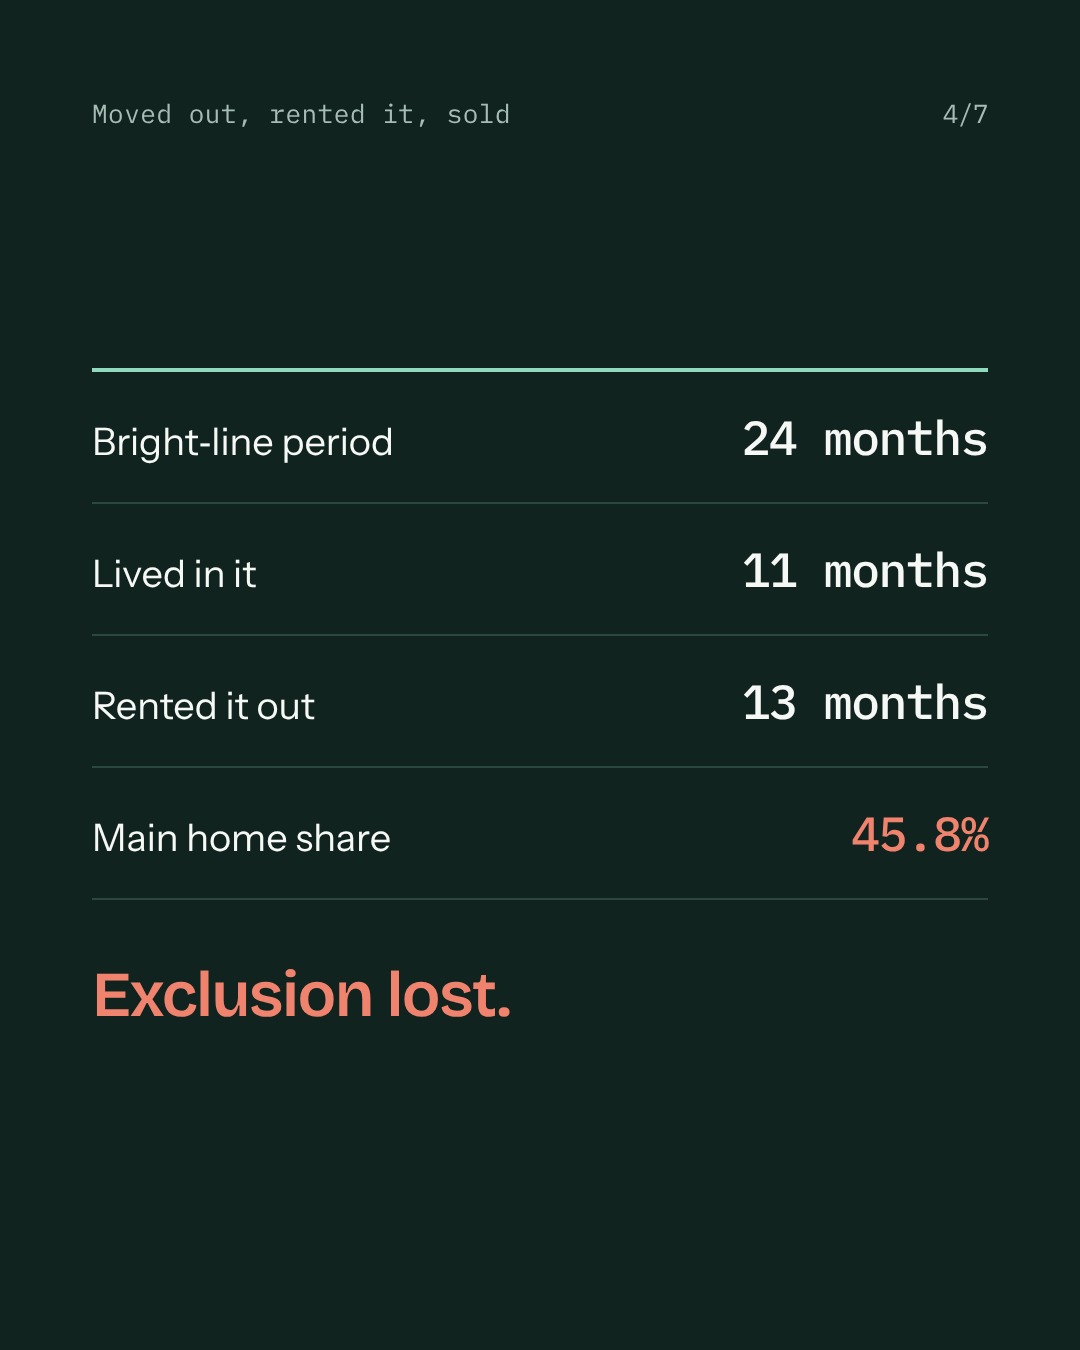 Moved out, rented it, sold 4/7
Bright-line period 24 months
Lived in it 11 months
Rented it out 13 months
Main home share 45.8%
Exclusion lost.